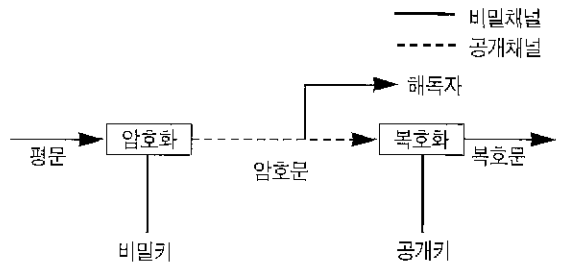 비밀채널
공개채널
해독자
암호화
복호화
평문
암호문
복호문
비밀키
공개키